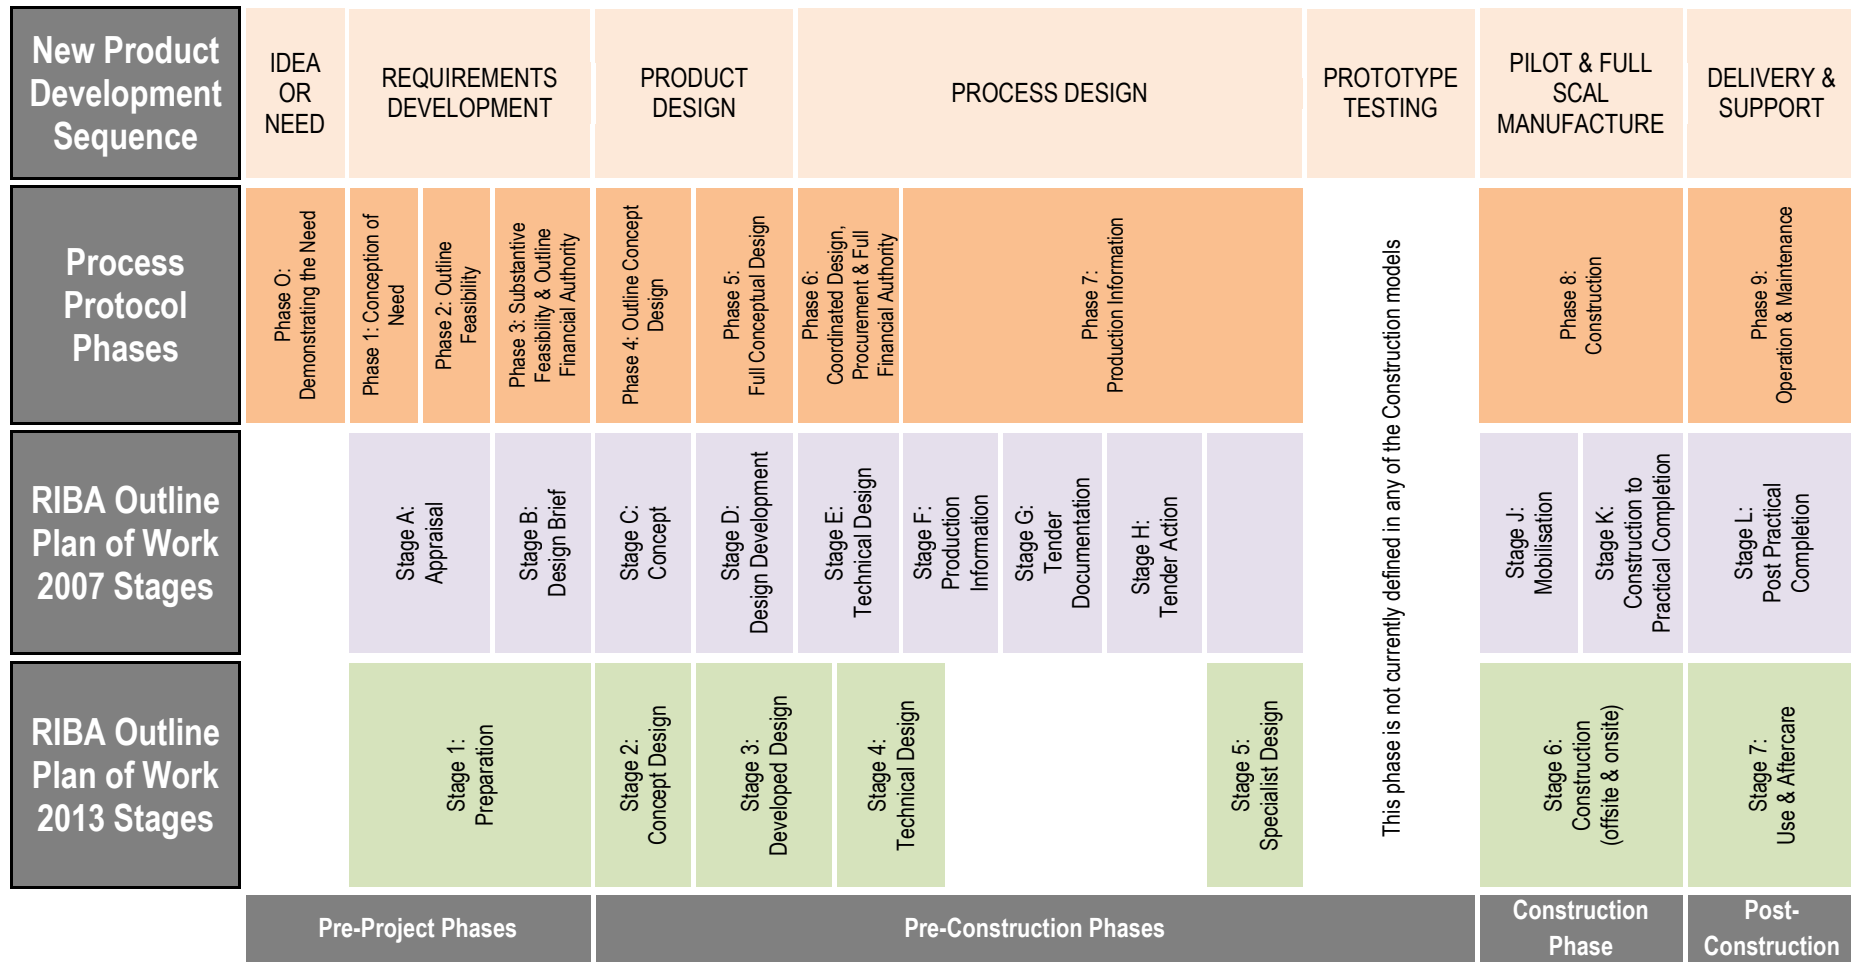 New Product
Development
Sequence
IDEA
OR
NEED
REQUIREMENTS
DEVELOPMENT
PRODUCT
DESIGN
PROCESS DESIGN
PROTOTYPE
TESTING
PILOT & FULL
SCAL
MANUFACTURE
DELIVERY &
SUPPORT
Process
Protocol
Phases
Phase O:
Demonstrating the Need
Phase 1: Conception of
Need
Phase 2: Outline
Feasibility
Phase 3: Substantive
Feasibility & Outline
Financial Authority
Phase 4: Outline Concept
Design
Phase 5:
Full Conceptual Design
Phase 6:
Coordinated Design,
Procurement & Full
Financial Authority
Phase 7:
Production Information
This phase is not currently defined in any of the Construction models
Phase 8:
Construction
Phase 9:
Operation & Maintenance
RIBA Outline
Plan of Work
2007 Stages
Stage A:
Appraisal
Stage B:
Design Brief
Stage C:
Concept
Stage D:
Design Development
Stage E:
Technical Design
Stage F:
Production
Information
Stage G:
Tender
Documentation
Stage H:
Tender Action
Stage J:
Mobilisation
Stage K:
Construction to
Practical Completion
Stage L:
Post Practical
Completion
RIBA Outline
Plan of Work
2013 Stages
Stage 1:
Preparation
Stage 2:
Concept Design
Stage 3:
Developed Design
Stage 4:
Technical Design
Stage 5:
Specialist Design
Stage 6:
Construction
(offsite & onsite)
Stage 7:
Use & Aftercare
Pre-Project Phases
Pre-Construction Phases
Construction
Phase
Post-
Construction